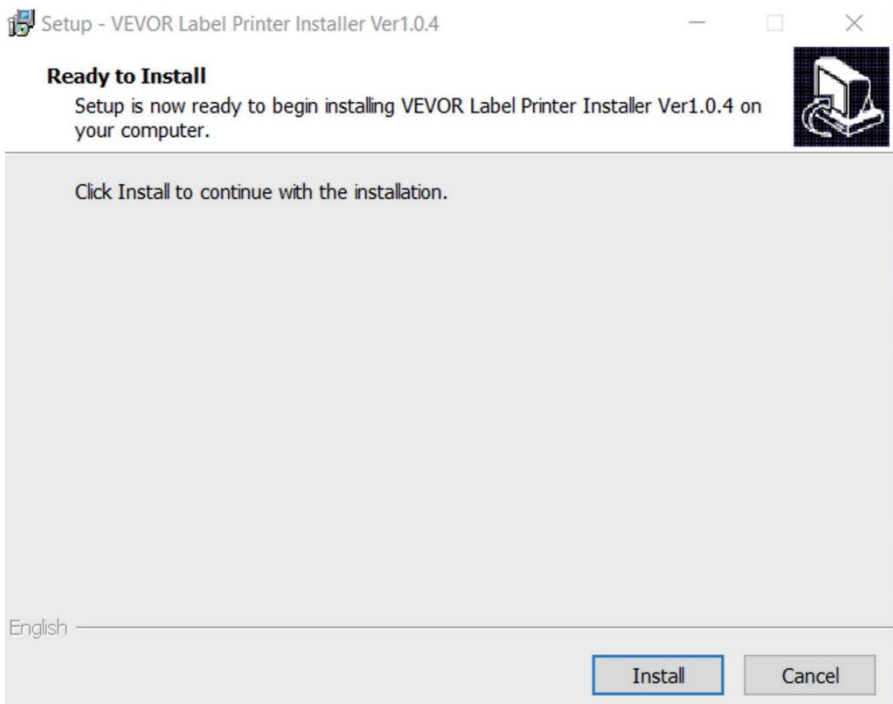 Setup - VEVOR Label Printer Installer Ver1.0.4
Ready to Install
Setup is now ready to begin installing VEVOR Label Printer Installer Ver1.0.4 on
your computer.
Click Install to continue with the installation.
English
Install
Cancel